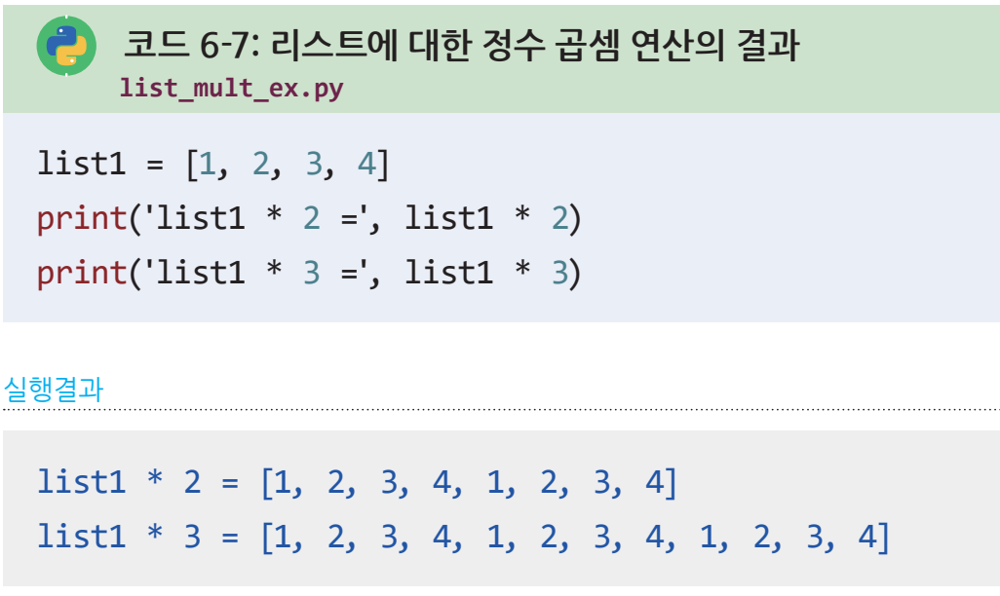 코드 6-7: 리스트에 대한 정수 곱셈 연산의 결과
list_mult_ex.py
list1 = [1, 2, 3, 4]
print('list1 * 2 =', list1 * 2)
print('list1 * 3 =', list1 * 3)
실행결과
list1 * 2 = [1, 2, 3, 4, 1, 2, 3, 4]
list1 * 3 = [1, 2, 3, 4, 1, 2, 3, 4, 1, 2, 3, 4]